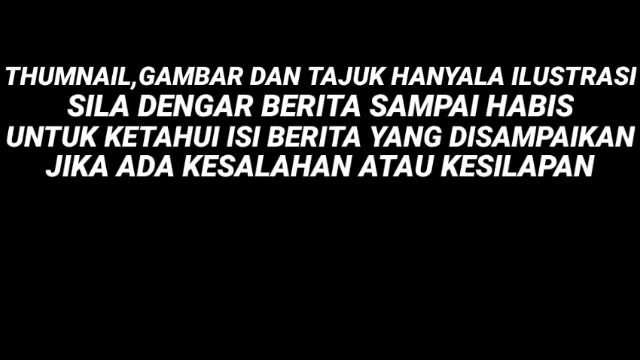 THUMNAIL,GAMBAR DAN TAJUK HANYALA ILUSTRASI
SILA DENGAR BERITA SAMPAI HABIS
UNTUK KETAHUI ISI BERITA YANG DISAMPAIKAN
JIKA ADA KESALAHAN ATAU KESILAPAN